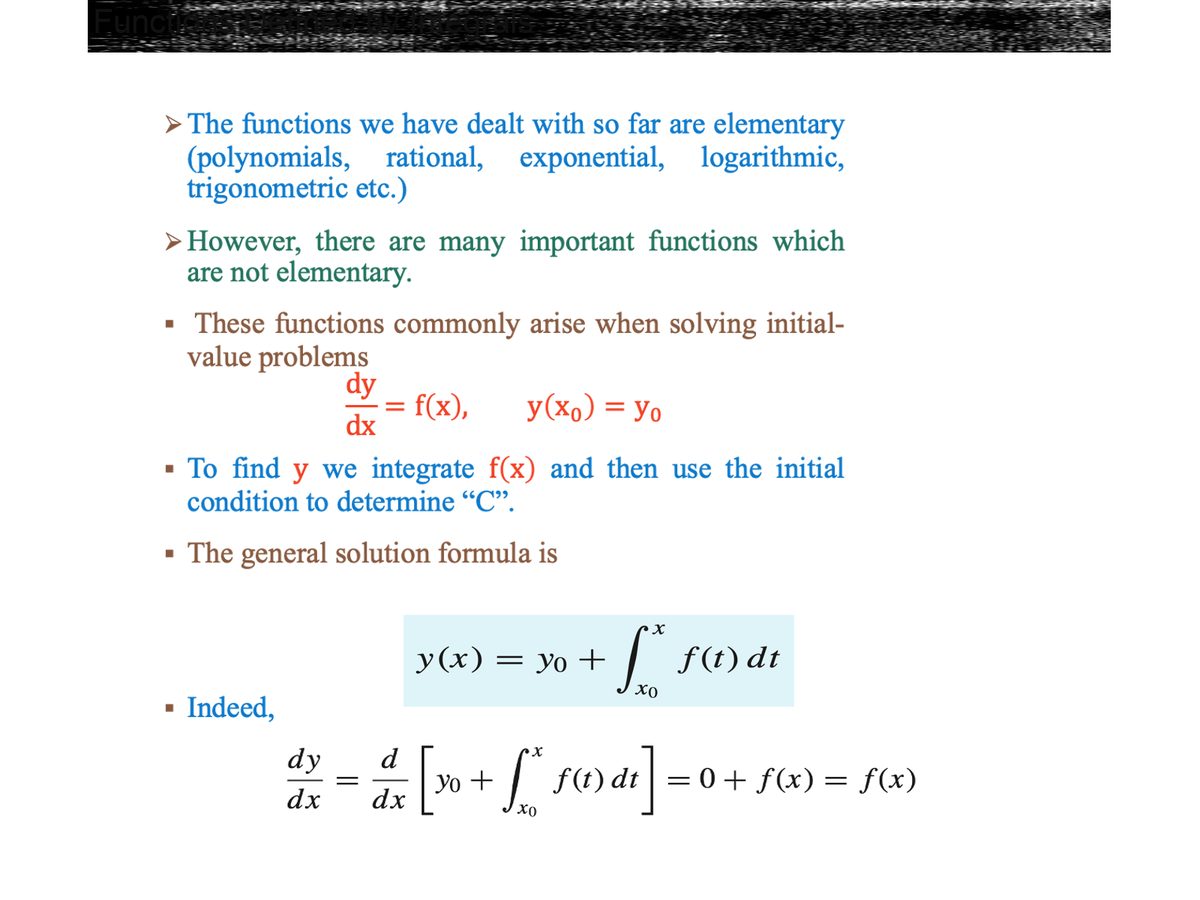 ➢ The functions we have dealt with so far are elementary
(polynomials, rational, exponential, logarithmic,
trigonometric etc.)
➢ However, there are many important functions which
are not elementary.
▪ These functions commonly arise when solving initial-
value problems
dy/dx = f(x), y(x₀) = y₀
▪ To find y we integrate f(x) and then use the initial
condition to determine “C”.
▪ The general solution formula is
y(x) = y₀ + ∫_{x₀}^{x} f(t) dt
▪ Indeed,
dy/dx = d/dx [y₀ + ∫_{x₀}^{x} f(t) dt] = 0 + f(x) = f(x)